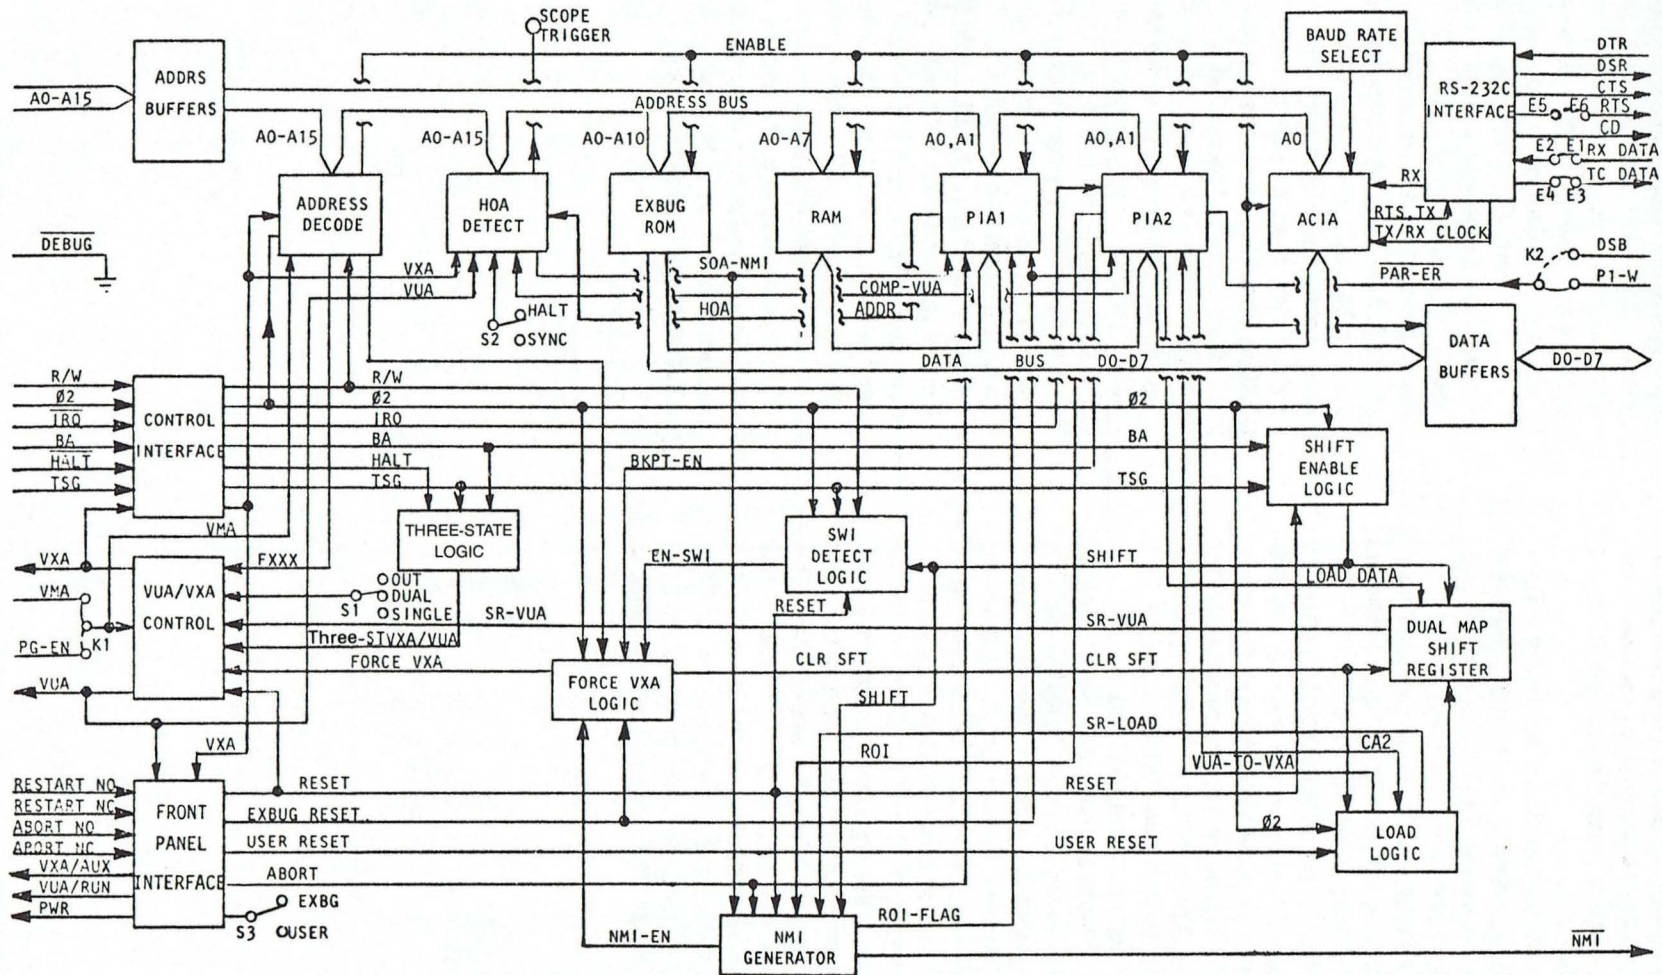 SCOPE
TRIGGER
ENABLE
BAUD RATE
SELECT
ADDRS
BUFFERS
A0-A15
ADDRESS BUS
RS-232C
INTERFACE
DTR
DSR
CTS
E5 E6 RTS
CD
E2 E1 RX DATA
TC DATA
E4 E3
A0-A15
A0-A15
A0-A10
A0-A7
A0,A1
A0,A1
A0
RX
RTS,TX
TX/RX CLOCK
ADDRESS
DECODE
HOA
DETECT
EXBUG
ROM
RAM
PIA1
PIA2
ACIA
DEBUG
VXA
VUA
SOA-NMI
COMP-VUA
HOA
ADDR
HALT
S2
SYNC
PAR-ER
K2
DSB
P1-W
DATA
BUFFERS
D0-D7
DATA BUS D0-D7
R/W
Ø2
IRQ
BA
HALT
TSG
CONTROL
INTERFACE
R/W
Ø2
IRQ
BA
HALT
TSG
BKPT-EN
Ø2
BA
TSG
SHIFT
ENABLE
LOGIC
VMA
THREE-STATE
LOGIC
SWI
DETECT
LOGIC
VXA
VMA
PG-EN
K1
VUA
VUA/VXA
CONTROL
FXXX
OUT
DUAL
SINGLE
S1
EN-SWI
RESET
SHIFT
LOAD DATA
SR-VUA
SR-VUA
Three-STVXA/VUA
FORCE VXA
FORCE VXA
LOGIC
CLR SFT
CLR SFT
DUAL MAP
SHIFT
REGISTER
SHIFT
SR-LOAD
VXA
ROI
CA2
VUA-TO-VXA
RESTART NO
RESTART NC
ABORT NO
ABORT NC
VXA/AUX
VUA/RUN
PWR
FRONT
PANEL
INTERFACE
RESET
RESET
EXBUG RESET
USER RESET
USER RESET
Ø2
LOAD
LOGIC
ABORT
EXBG
S3
USER
NMI-EN
NMI
GENERATOR
ROI-FLAG
NMI